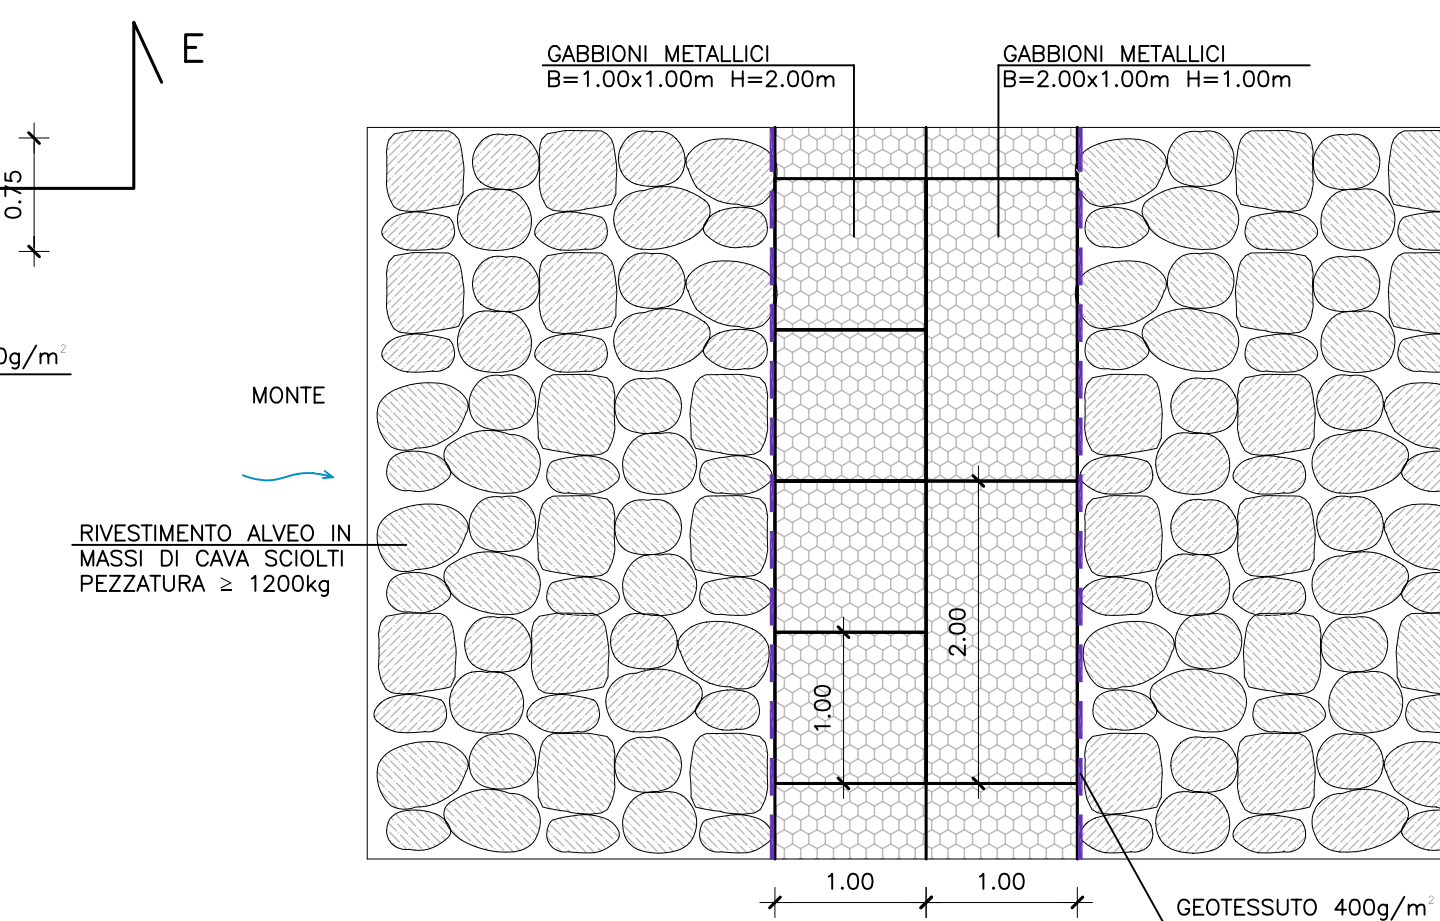 E
GABBIONI METALLICI
B=1.00x1.00m H=2.00m
GABBIONI METALLICI
B=2.00x1.00m H=1.00m
0.75
0g/m²
MONTE
RIVESTIMENTO ALVEO IN
MASSI DI CAVA SCIOLTI
PEZZATURA ≥ 1200kg
2.00
1.00
1.00
1.00
GEOTESSUTO 400g/m²